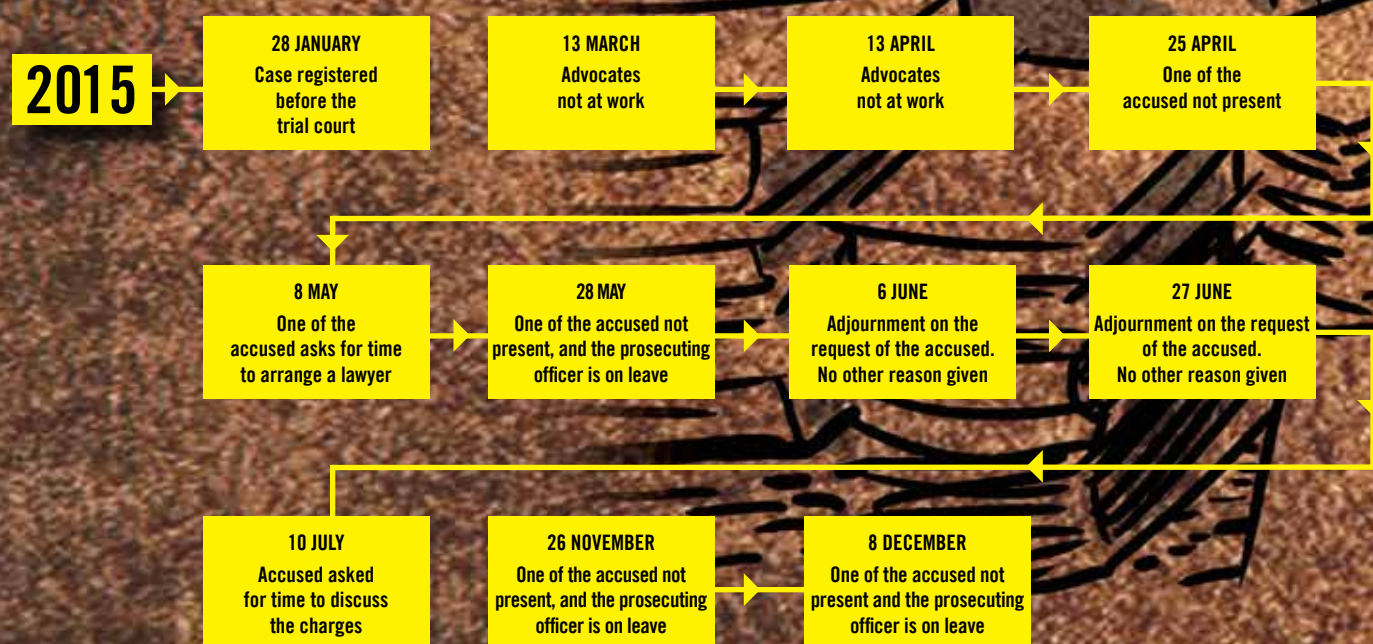 2015
28 JANUARY
Case registered
before the
trial court
13 MARCH
Advocates
not at work
13 APRIL
Advocates
not at work
25 APRIL
One of the
accused not present
8 MAY
One of the
accused asks for time
to arrange a lawyer
28 MAY
One of the accused not
present, and the prosecuting
officer is on leave
6 JUNE
Adjournment on the
request of the accused.
No other reason given
27 JUNE
Adjournment on the request
of the accused.
No other reason given
10 JULY
Accused asked
for time to discuss
the charges
26 NOVEMBER
One of the accused not
present, and the prosecuting
officer is on leave
8 DECEMBER
One of the accused not
present and the prosecuting
officer is on leave